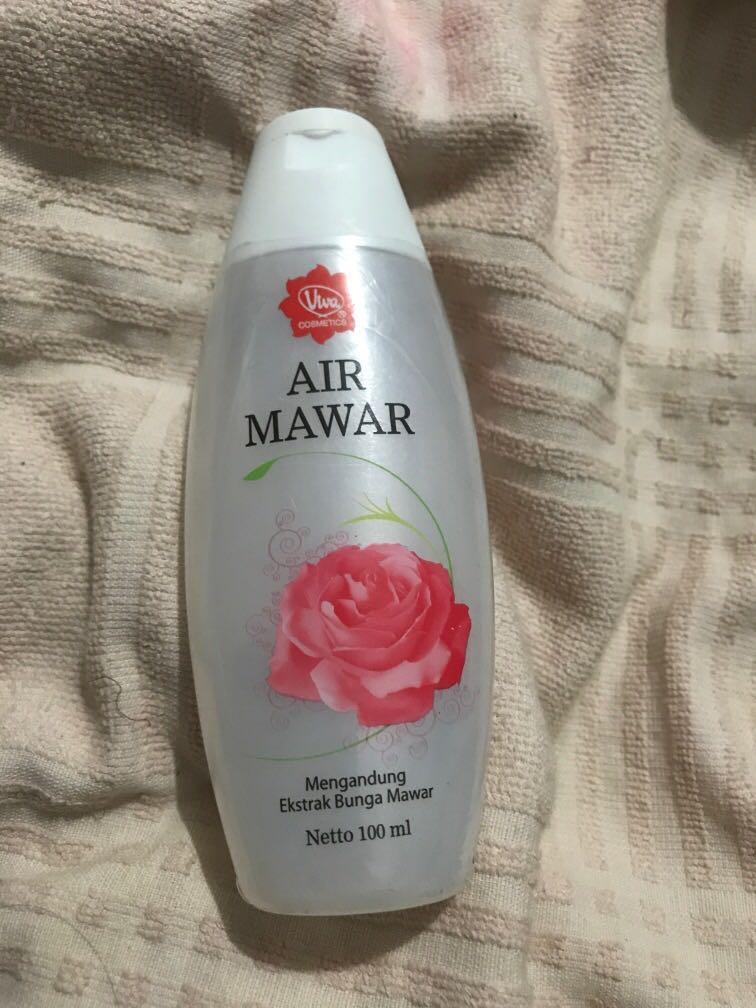 Viva
®
COSMETICS
AIR
MAWAR
Mengandung
Ekstrak Bunga Mawar
Netto 100 ml